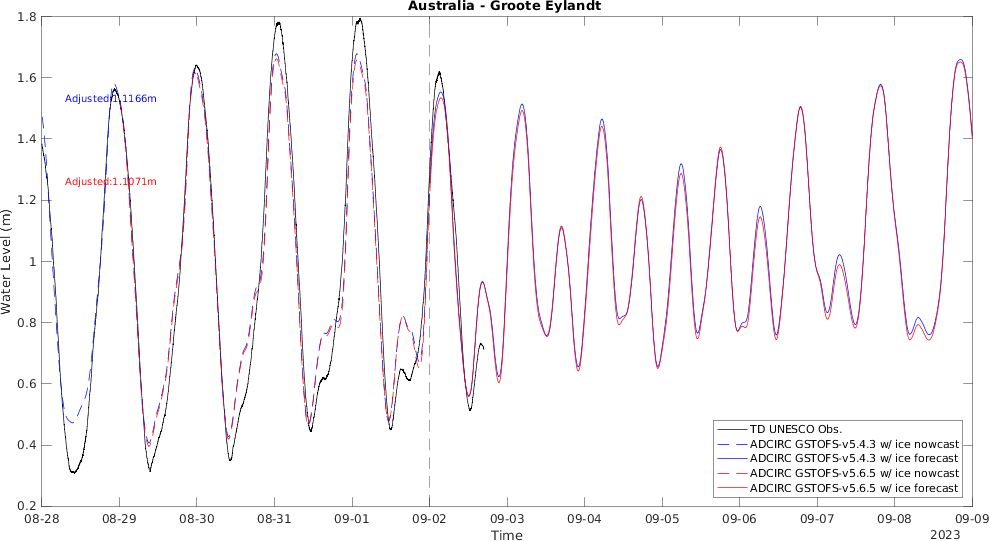 Australia - Groote Eylandt
1.8
1.6
1.4
1.2
1
0.8
0.6
0.4
0.2
Water Level (m)
Adjusted:1.1166m
Adjusted:1.1071m
TD UNESCO Obs.
ADCIRC GSTOFS-v5.4.3 w/ ice nowcast
ADCIRC GSTOFS-v5.4.3 w/ ice forecast
ADCIRC GSTOFS-v5.6.5 w/ ice nowcast
ADCIRC GSTOFS-v5.6.5 w/ ice forecast
08-28 08-29 08-30 08-31 09-01 09-02 09-03 09-04 09-05 09-06 09-07 09-08 09-09
Time
2023